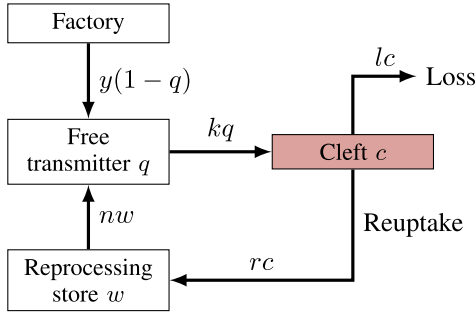 Factory
y(1 − q)
lc
Loss
Free
transmitter q
kq
Cleft c
nw
Reuptake
Reprocessing
store w
rc